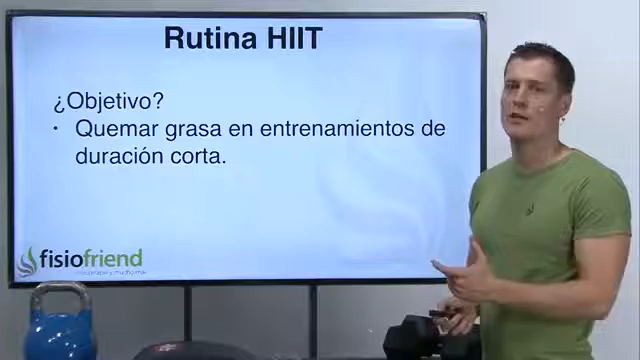 Rutina HIIT
¿Objetivo?
· Quemar grasa en entrenamientos de
duración corta.
fisiofriend